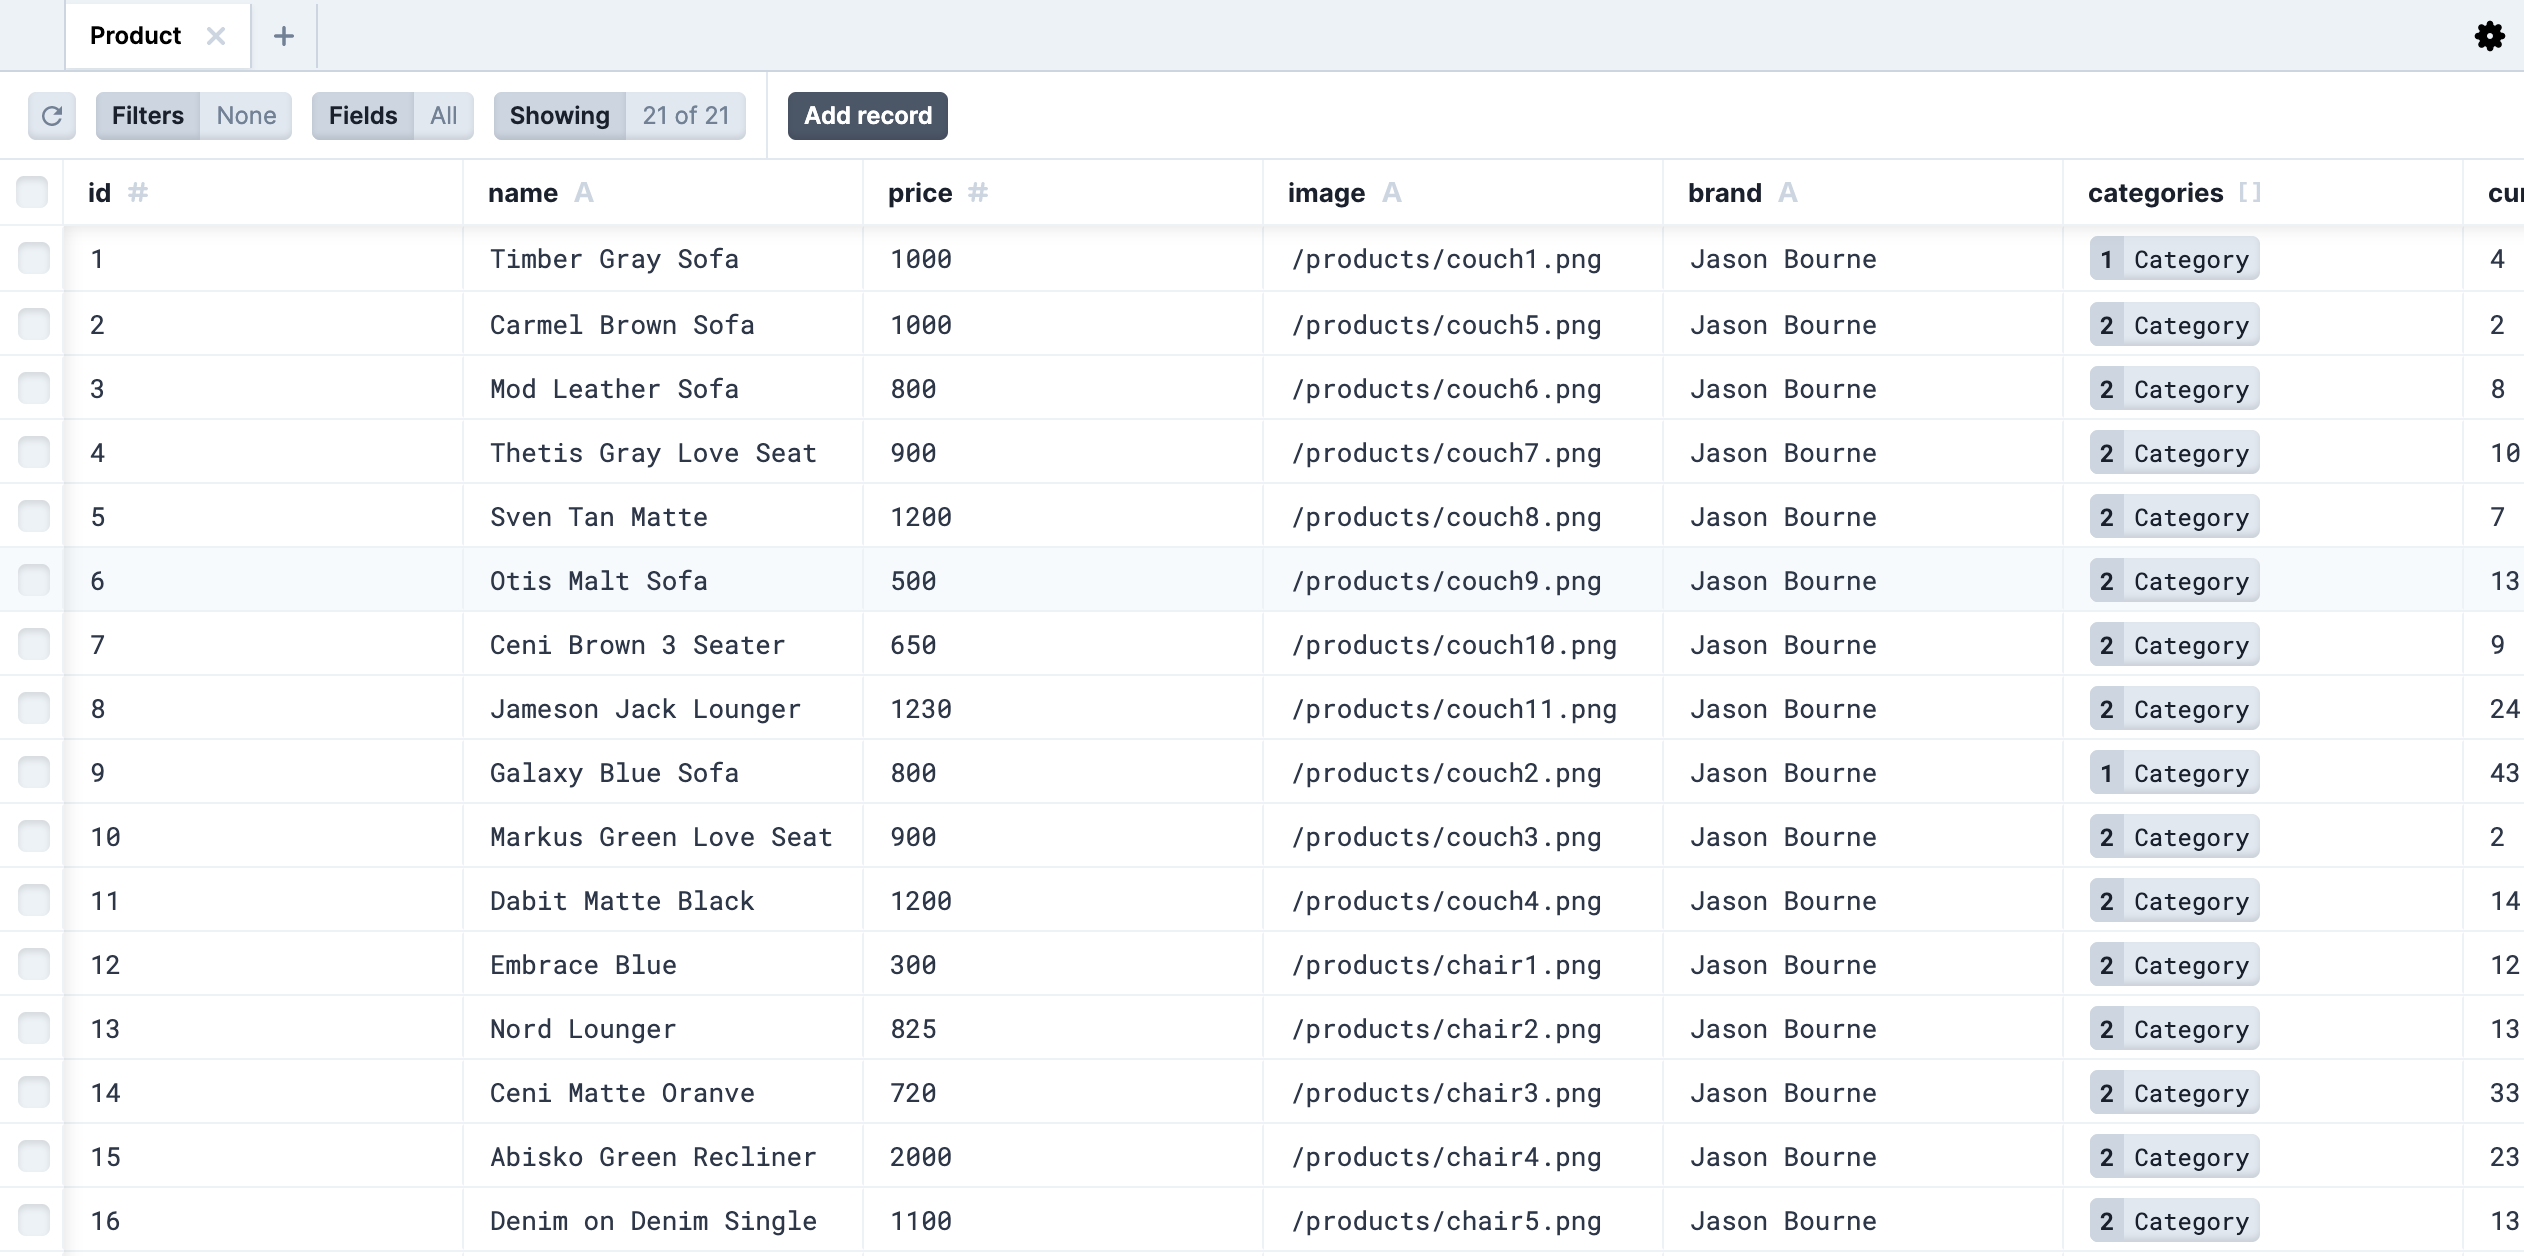 Product
Filters None Fields All Showing 21 of 21 Add record
id # name A price # image A brand A categories [] cur
1 Timber Gray Sofa 1000 /products/couch1.png Jason Bourne 1 Category 4
2 Carmel Brown Sofa 1000 /products/couch5.png Jason Bourne 2 Category 2
3 Mod Leather Sofa 800 /products/couch6.png Jason Bourne 2 Category 8
4 Thetis Gray Love Seat 900 /products/couch7.png Jason Bourne 2 Category 10
5 Sven Tan Matte 1200 /products/couch8.png Jason Bourne 2 Category 7
6 Otis Malt Sofa 500 /products/couch9.png Jason Bourne 2 Category 13
7 Ceni Brown 3 Seater 650 /products/couch10.png Jason Bourne 2 Category 9
8 Jameson Jack Lounger 1230 /products/couch11.png Jason Bourne 2 Category 24
9 Galaxy Blue Sofa 800 /products/couch2.png Jason Bourne 1 Category 43
10 Markus Green Love Seat 900 /products/couch3.png Jason Bourne 2 Category 2
11 Dabit Matte Black 1200 /products/couch4.png Jason Bourne 2 Category 14
12 Embrace Blue 300 /products/chair1.png Jason Bourne 2 Category 12
13 Nord Lounger 825 /products/chair2.png Jason Bourne 2 Category 13
14 Ceni Matte Oranve 720 /products/chair3.png Jason Bourne 2 Category 33
15 Abisko Green Recliner 2000 /products/chair4.png Jason Bourne 2 Category 23
16 Denim on Denim Single 1100 /products/chair5.png Jason Bourne 2 Category 13